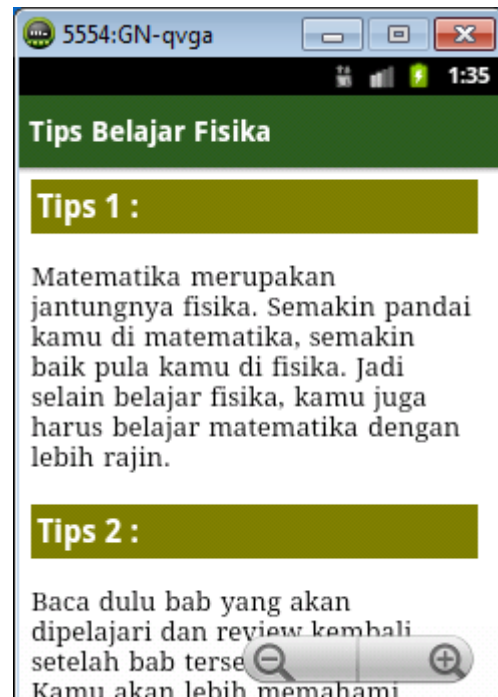 5554:GN-qvga
1:35
Tips Belajar Fisika
Tips 1 :
Matematika merupakan
jantungnya fisika. Semakin pandai
kamu di matematika, semakin
baik pula kamu di fisika. Jadi
selain belajar fisika, kamu juga
harus belajar matematika dengan
lebih rajin.
Tips 2 :
Baca dulu bab yang akan
dipelajari dan review kembali
setelah bab
Kamu akan lebih memahami